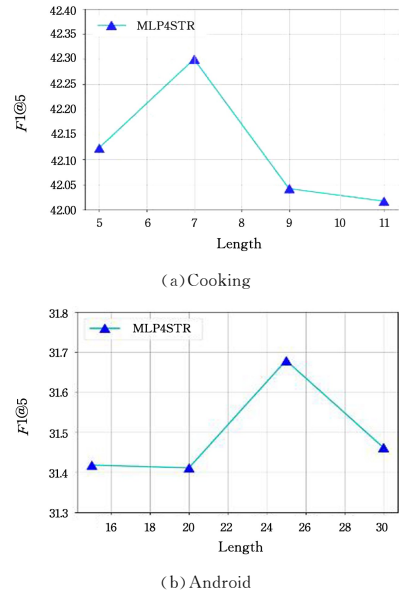 42.40
42.35
42.30
42.25
42.20
42.15
42.10
42.05
42.00
F1@5
MLP4STR
5 6 7 8 9 10 11
Length
(a)Cooking
31.8
31.7
31.6
31.5
31.4
31.3
F1@5
MLP4STR
16 18 20 22 24 26 28 30
Length
(b)Android